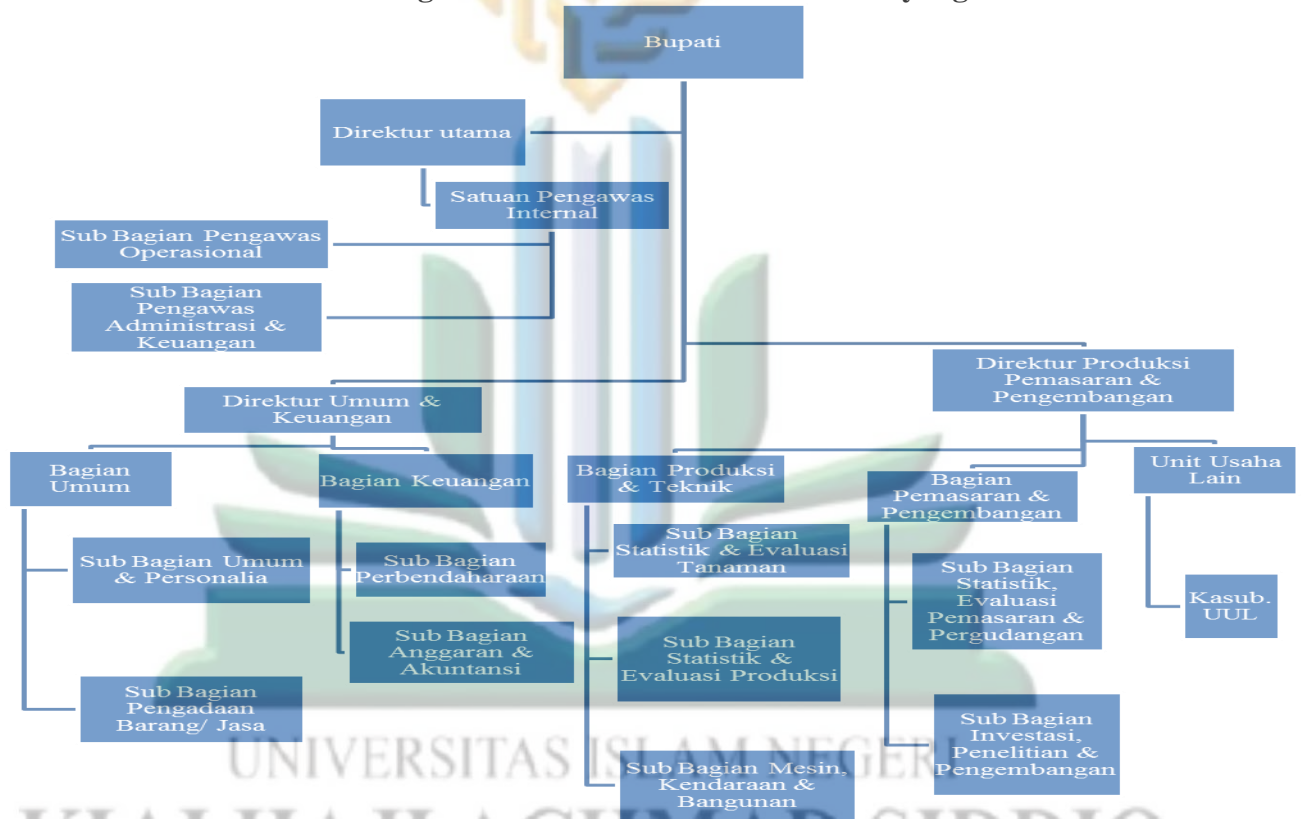 Bupati
Direktur utama
Satuan Pengawas
Internal
Sub Bagian Pengawas
Operasional
Sub Bagian
Pengawas
Administrasi &
Keuangan
Direktur Produksi
Pemasaran &
Pengembangan
Direktur Umum &
Keuangan
Bagian
Umum
Bagian Keuangan
Bagian Produksi
& Teknik
Bagian
Pemasaran &
Pengembangan
Unit Usaha
Lain
Sub Bagian Umum
& Personalia
Sub Bagian
Pengadaan
Barang/ Jasa
Sub Bagian
Perbendaharaan
Sub Bagian
Anggaran &
Akuntansi
Sub Bagian
Statistik & Evaluasi
Tanaman
Sub Bagian
Statistik &
Evaluasi Produksi
Sub Bagian Mesin,
Kendaraan &
Bangunan
Sub Bagian
Statistik,
Evaluasi
Pemasaran &
Pergudangan
Sub Bagian
Investasi,
Penelitian &
Pengembangan
Kasub.
UUL
UNIVERSITAS ISLAM NEGERI